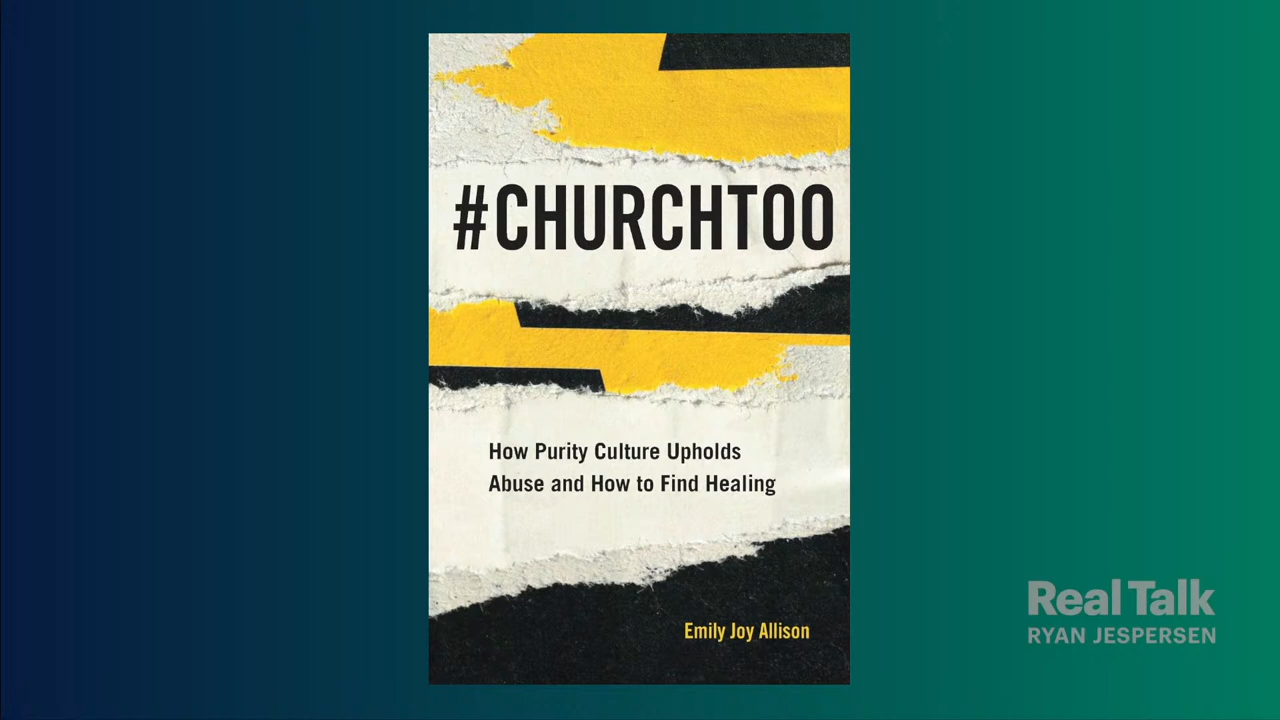 #CHURCHTOO
How Purity Culture Upholds
Abuse and How to Find Healing
Emily Joy Allison
Real Talk
RYAN JESPERSEN